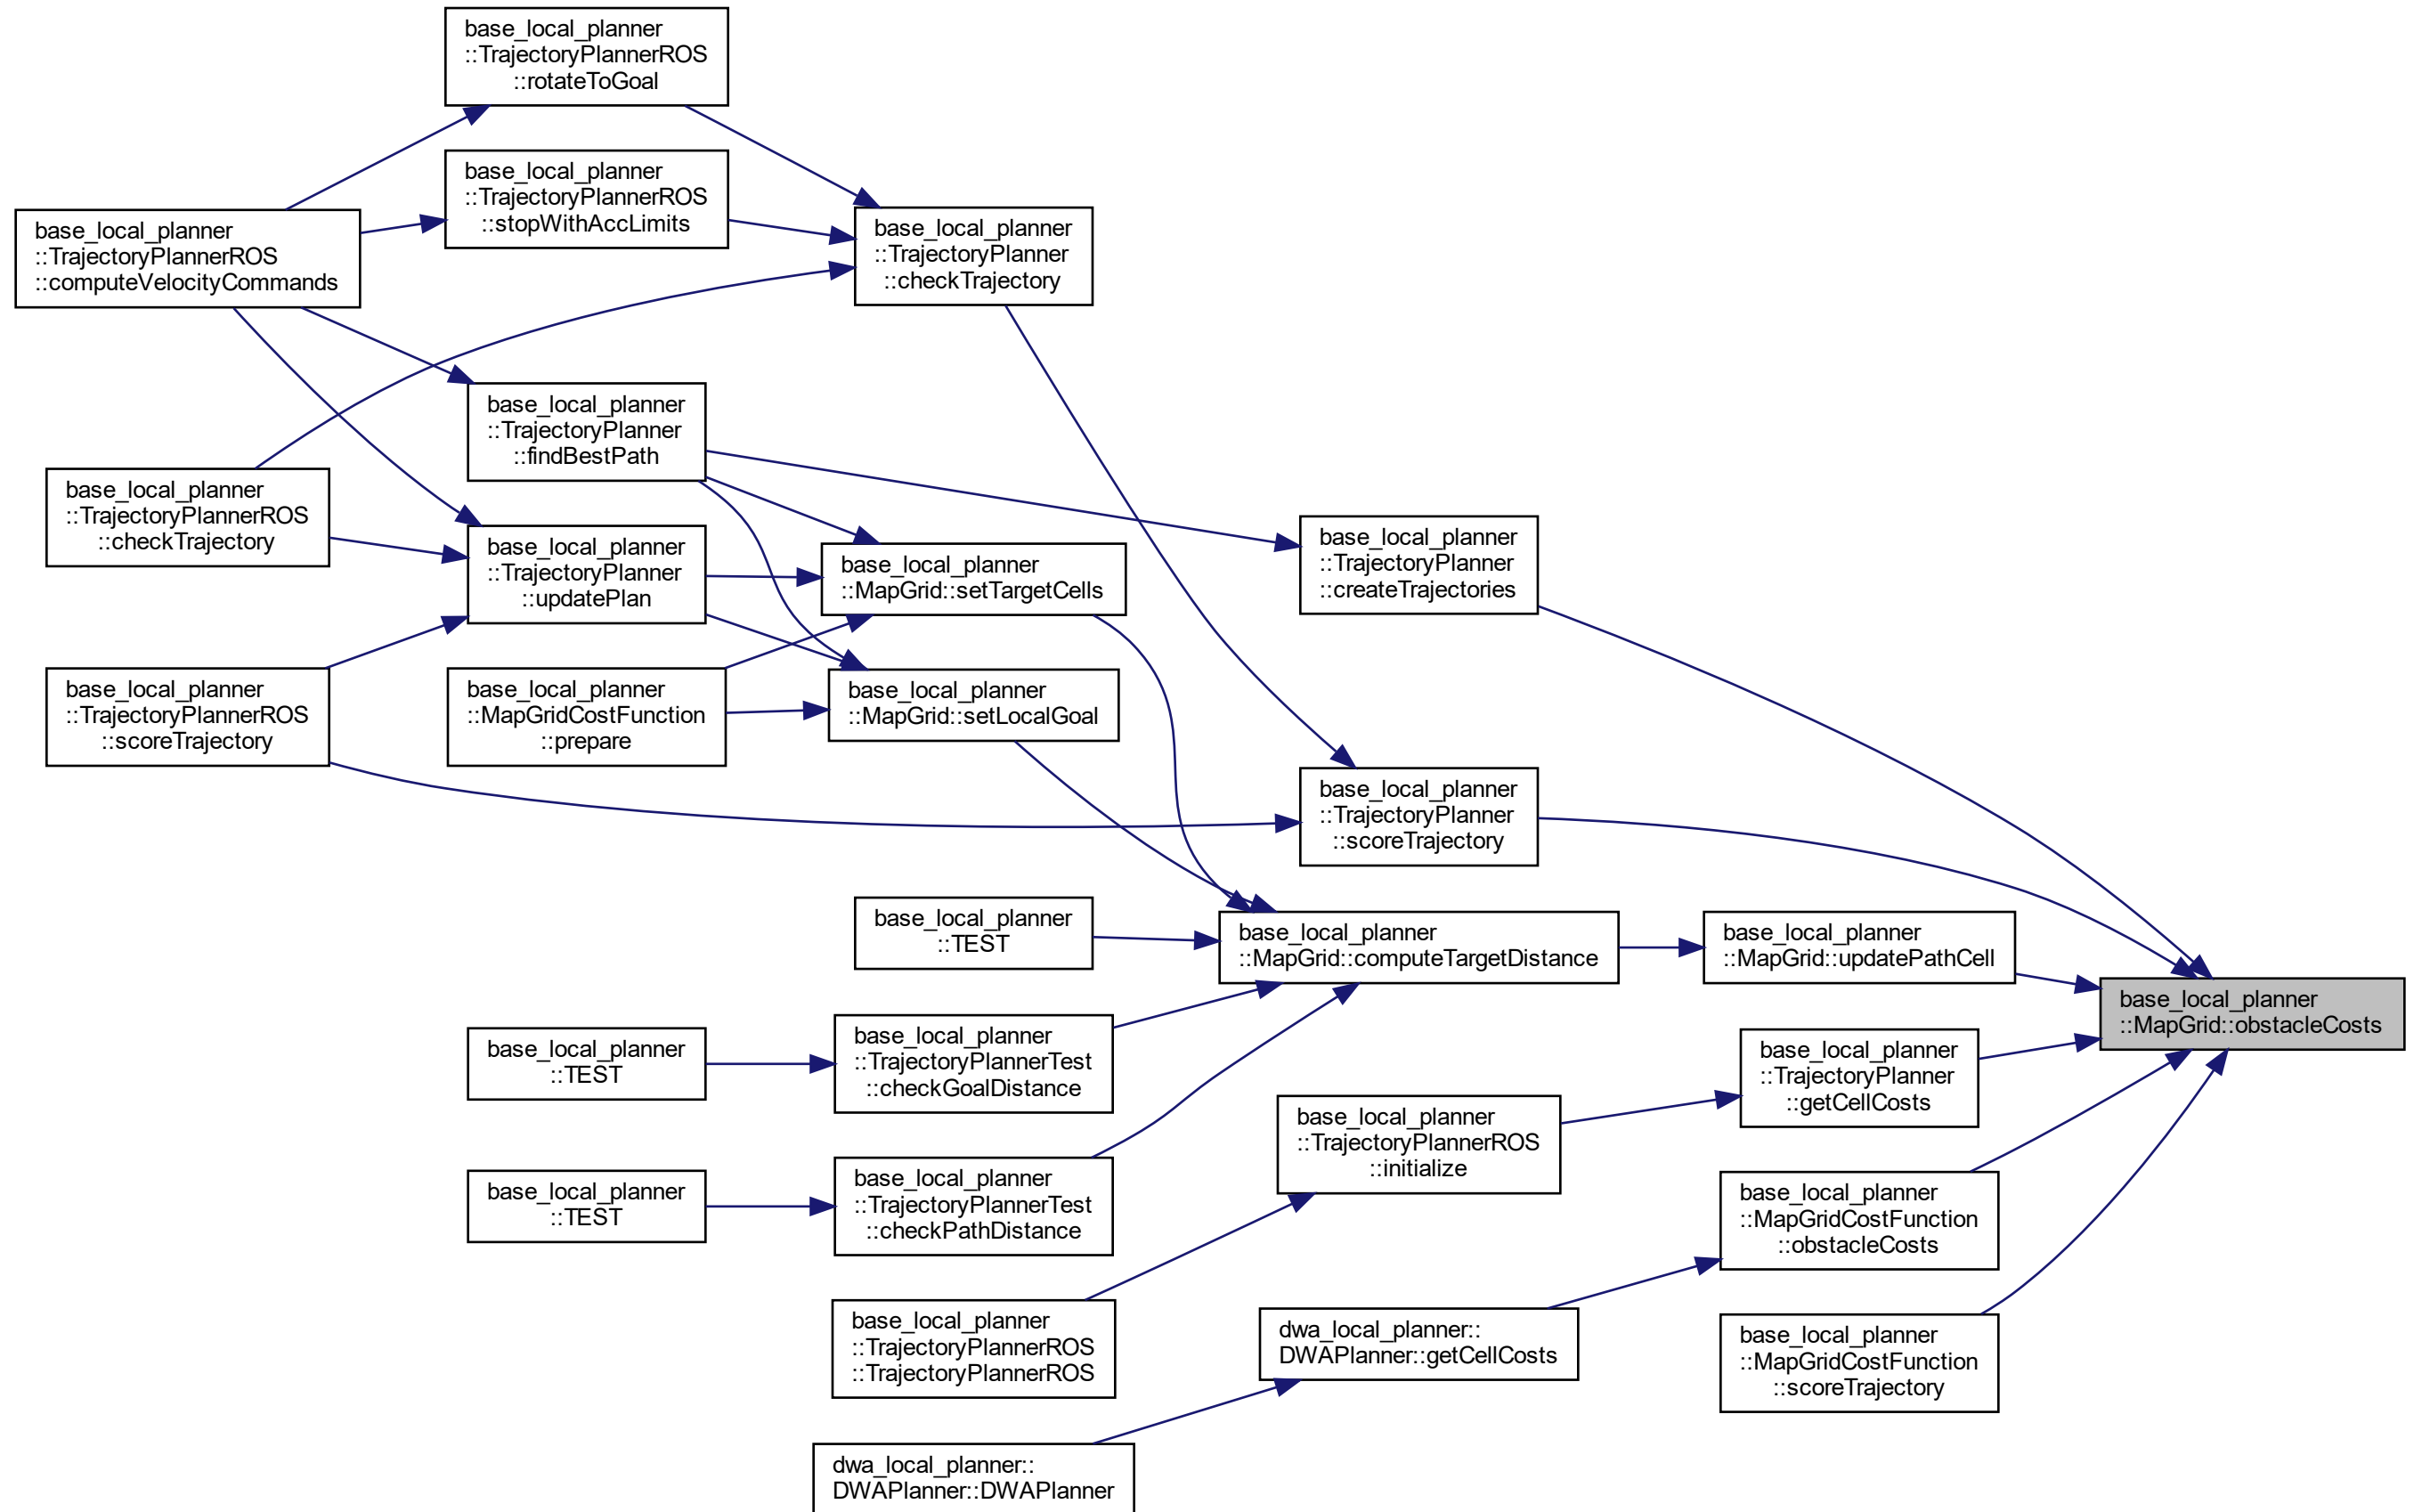 base_local_planner
::TrajectoryPlannerROS
::rotateToGoal
base_local_planner
::TrajectoryPlannerROS
::stopWithAccLimits
base_local_planner
::TrajectoryPlannerROS
::computeVelocityCommands
base_local_planner
::TrajectoryPlanner
::checkTrajectory
base_local_planner
::TrajectoryPlanner
::findBestPath
base_local_planner
::TrajectoryPlannerROS
::checkTrajectory
base_local_planner
::TrajectoryPlanner
::updatePlan
base_local_planner
::MapGrid::setTargetCells
base_local_planner
::TrajectoryPlanner
::createTrajectories
base_local_planner
::TrajectoryPlannerROS
::scoreTrajectory
base_local_planner
::MapGridCostFunction
::prepare
base_local_planner
::MapGrid::setLocalGoal
base_local_planner
::TrajectoryPlanner
::scoreTrajectory
base_local_planner
::TEST
base_local_planner
::MapGrid::computeTargetDistance
base_local_planner
::MapGrid::updatePathCell
base_local_planner
::MapGrid::obstacleCosts
base_local_planner
::TEST
base_local_planner
::TrajectoryPlannerTest
::checkGoalDistance
base_local_planner
::TrajectoryPlanner
::getCellCosts
base_local_planner
::TrajectoryPlannerROS
::initialize
base_local_planner
::TEST
base_local_planner
::TrajectoryPlannerTest
::checkPathDistance
base_local_planner
::MapGridCostFunction
::obstacleCosts
base_local_planner
::TrajectoryPlannerROS
::TrajectoryPlannerROS
dwa_local_planner::
DWAPlanner::getCellCosts
base_local_planner
::MapGridCostFunction
::scoreTrajectory
dwa_local_planner::
DWAPlanner::DWAPlanner